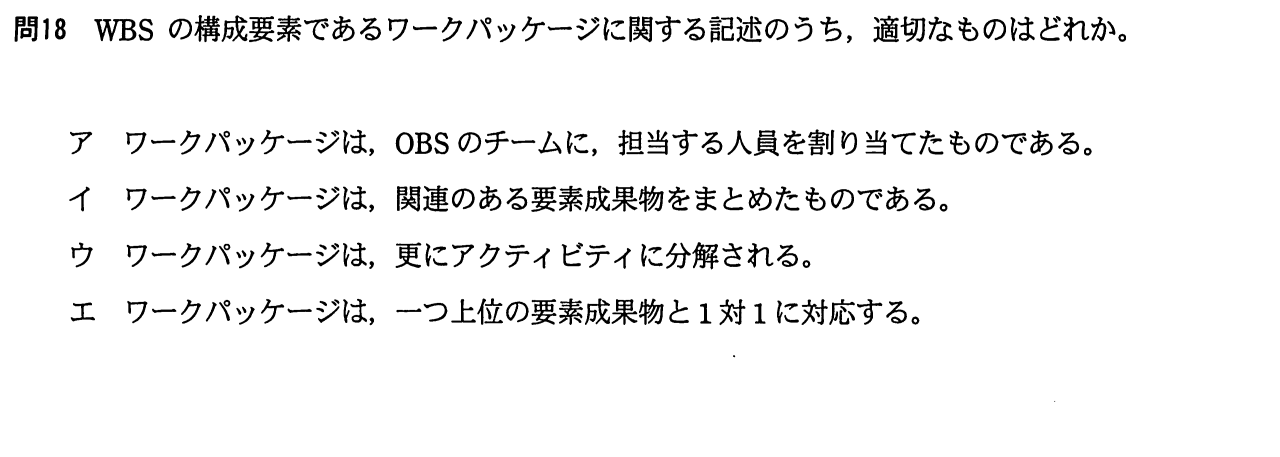 問18 WBS の構成要素であるワークパッケージに関する記述のうち，適切なものはどれか。
ア ワークパッケージは，OBS のチームに，担当する人員を割り当てたものである。
イ ワークパッケージは，関連のある要素成果物をまとめたものである。
ウ ワークパッケージは，更にアクティビティに分解される。
エ ワークパッケージは，一つ上位の要素成果物と 1 対 1 に対応する。